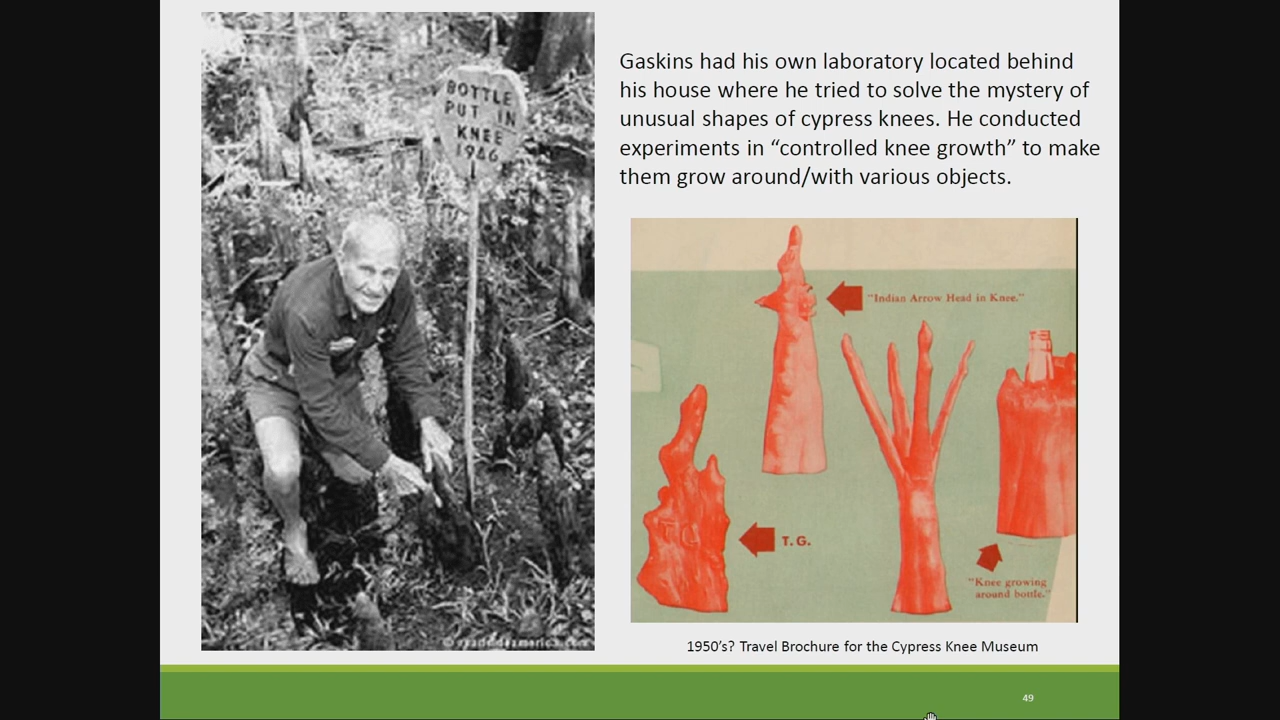 BOTTLE
PUT IN
KNEE
1946
Gaskins had his own laboratory located behind
his house where he tried to solve the mystery of
unusual shapes of cypress knees. He conducted
experiments in “controlled knee growth” to make
them grow around/with various objects.
"Indian Arrow Head in Knee."
T.G.
T. G.
"Knee growing
around bottle."
1950’s? Travel Brochure for the Cypress Knee Museum
49